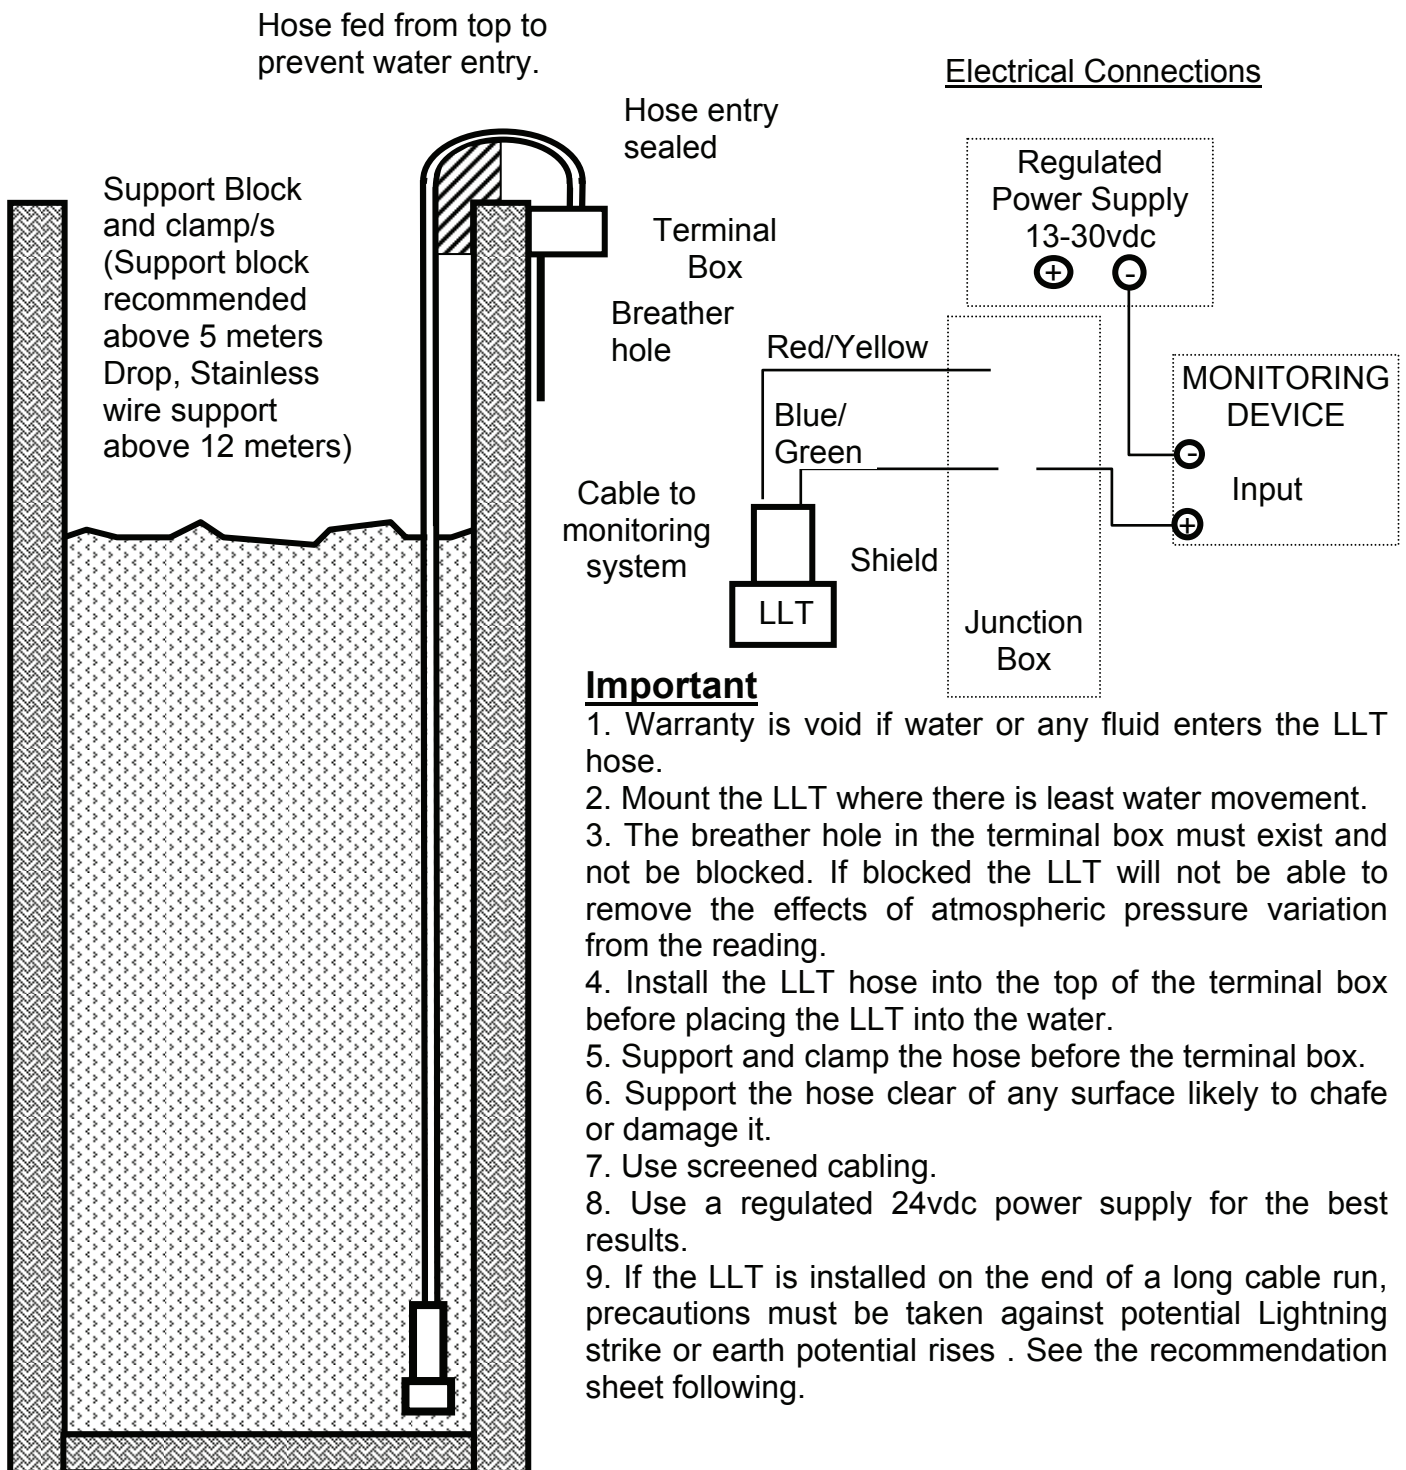 Hose fed from top to
prevent water entry.
Electrical Connections
Hose entry
sealed
Support Block
and clamp/s
(Support block
recommended
above 5 meters
Drop, Stainless
wire support
above 12 meters)
Terminal
Box
Breather
hole
Cable to
monitoring
system
Regulated
Power Supply
13-30vdc
+ -
Red/Yellow
Blue/
Green
MONITORING
DEVICE
-
Input
+
Shield
LLT
Junction
Box
Important
1. Warranty is void if water or any fluid enters the LLT
hose.
2. Mount the LLT where there is least water movement.
3. The breather hole in the terminal box must exist and
not be blocked. If blocked the LLT will not be able to
remove the effects of atmospheric pressure variation
from the reading.
4. Install the LLT hose into the top of the terminal box
before placing the LLT into the water.
5. Support and clamp the hose before the terminal box.
6. Support the hose clear of any surface likely to chafe
or damage it.
7. Use screened cabling.
8. Use a regulated 24vdc power supply for the best
results.
9. If the LLT is installed on the end of a long cable run,
precautions must be taken against potential Lightning
strike or earth potential rises . See the recommendation
sheet following.